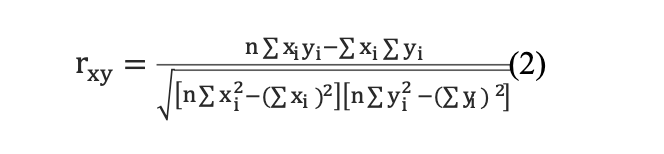 r_xy = (n∑x_i y_i−∑x_i∑y_i) / √([n∑x_i²−(∑x_i)²][n∑y_i²−(∑y_i)²]) (2)